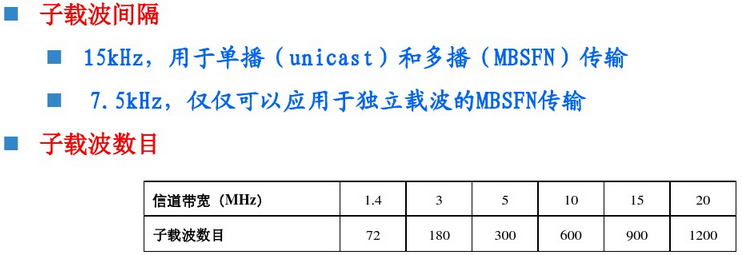 子载波间隔
15kHz，用于单播（unicast）和多播（MBSFN）传输
7.5kHz，仅仅可以应用于独立载波的MBSFN传输
子载波数目
信道带宽（MHz） 1.4 3 5 10 15 20
子载波数目 72 180 300 600 900 1200